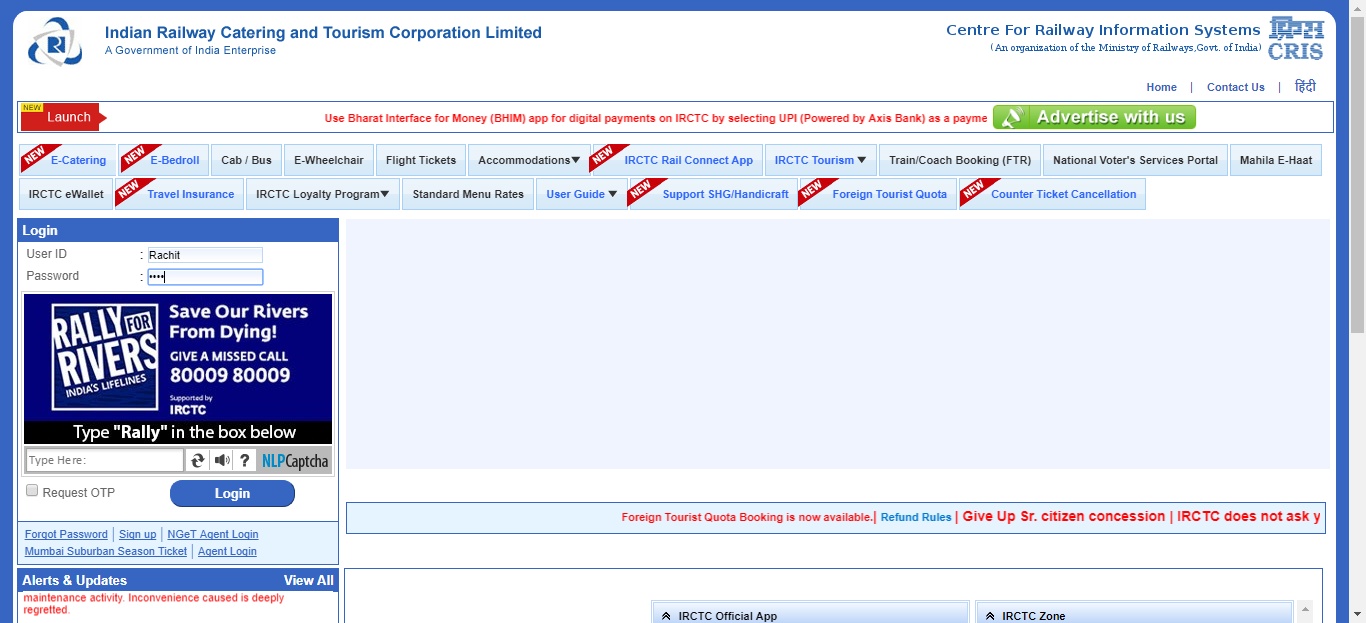 Indian Railway Catering and Tourism Corporation Limited
A Government of India Enterprise
Centre For Railway Information Systems
(An organization of the Ministry of Railways,Govt. of India)
CRIS
Home | Contact Us | हिंदी
NEW
Launch
Use Bharat Interface for Money (BHIM) app for digital payments on IRCTC by selecting UPI (Powered by Axis Bank) as a payme
Advertise with us
NEW E-Catering NEW E-Bedroll Cab / Bus E-Wheelchair Flight Tickets Accommodations▼ NEW IRCTC Rail Connect App IRCTC Tourism ▼ Train/Coach Booking (FTR) National Voter's Services Portal Mahila E-Haat
IRCTC eWallet NEW Travel Insurance IRCTC Loyalty Program▼ Standard Menu Rates User Guide ▼ NEW Support SHG/Handicraft NEW Foreign Tourist Quota NEW Counter Ticket Cancellation
Login
User ID : Rachit
Password : ••••
RALLY FOR
RIVERS
INDIA'S LIFELINES
Save Our Rivers
From Dying!
GIVE A MISSED CALL
80009 80009
Supported by
IRCTC
Type "Rally" in the box below
Type Here: ? NLPCaptcha
Request OTP Login
Forgot Password | Sign up | NGeT Agent Login
Mumbai Suburban Season Ticket | Agent Login
Foreign Tourist Quota Booking is now available.| Refund Rules | Give Up Sr. citizen concession | IRCTC does not ask y
Alerts & Updates View All
maintenance activity. Inconvenience caused is deeply
regretted.
IRCTC Official App
IRCTC Zone